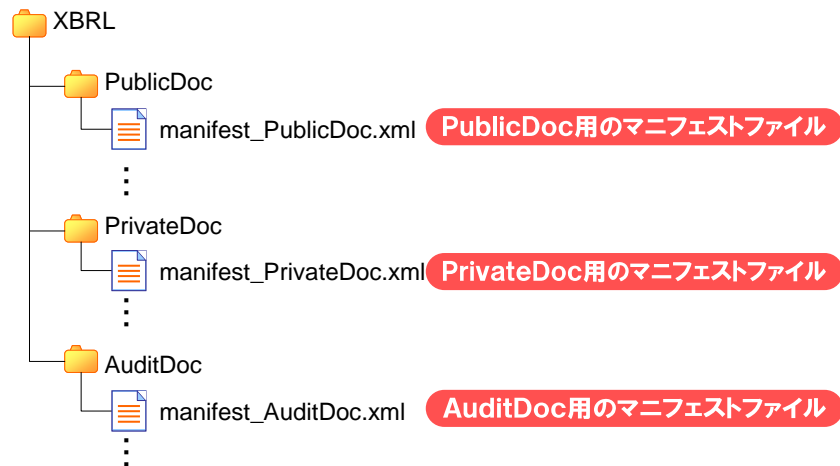 XBRL
PublicDoc
manifest_PublicDoc.xml PublicDoc用のマニフェストファイル
PrivateDoc
manifest_PrivateDoc.xml PrivateDoc用のマニフェストファイル
AuditDoc
manifest_AuditDoc.xml AuditDoc用のマニフェストファイル